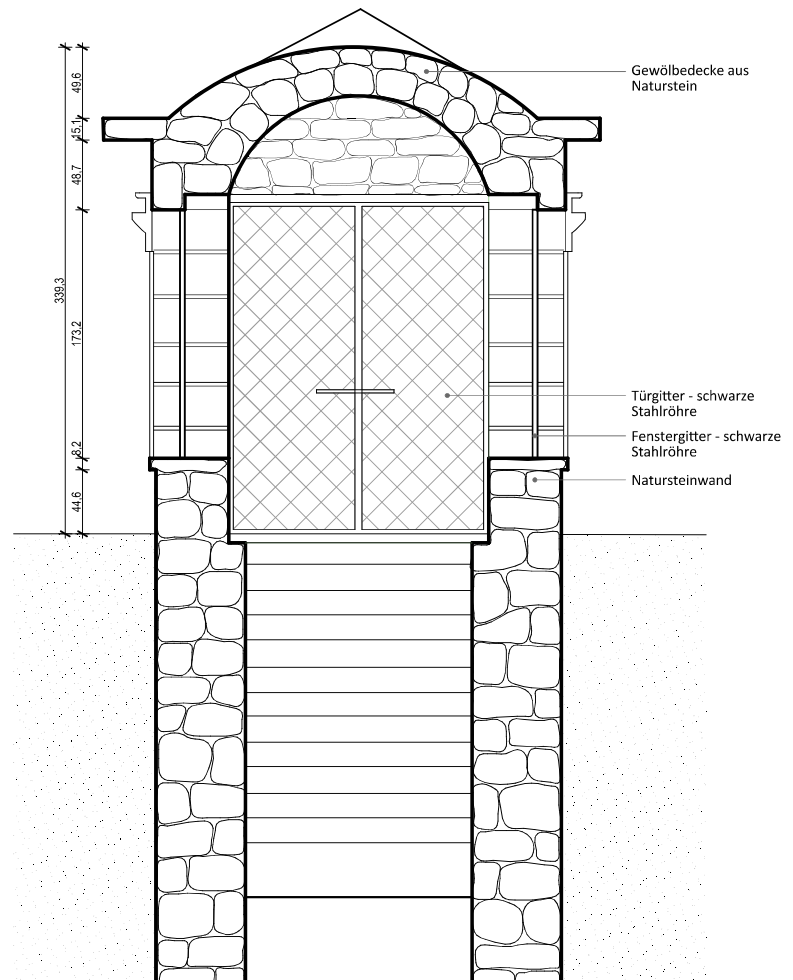 Gewölbedecke aus
Naturstein
Türgitter - schwarze
Stahlröhre
Fenstergitter - schwarze
Stahlröhre
Natursteinwand
49.6
15.1
48.7
339.3
173.2
8.2
44.6